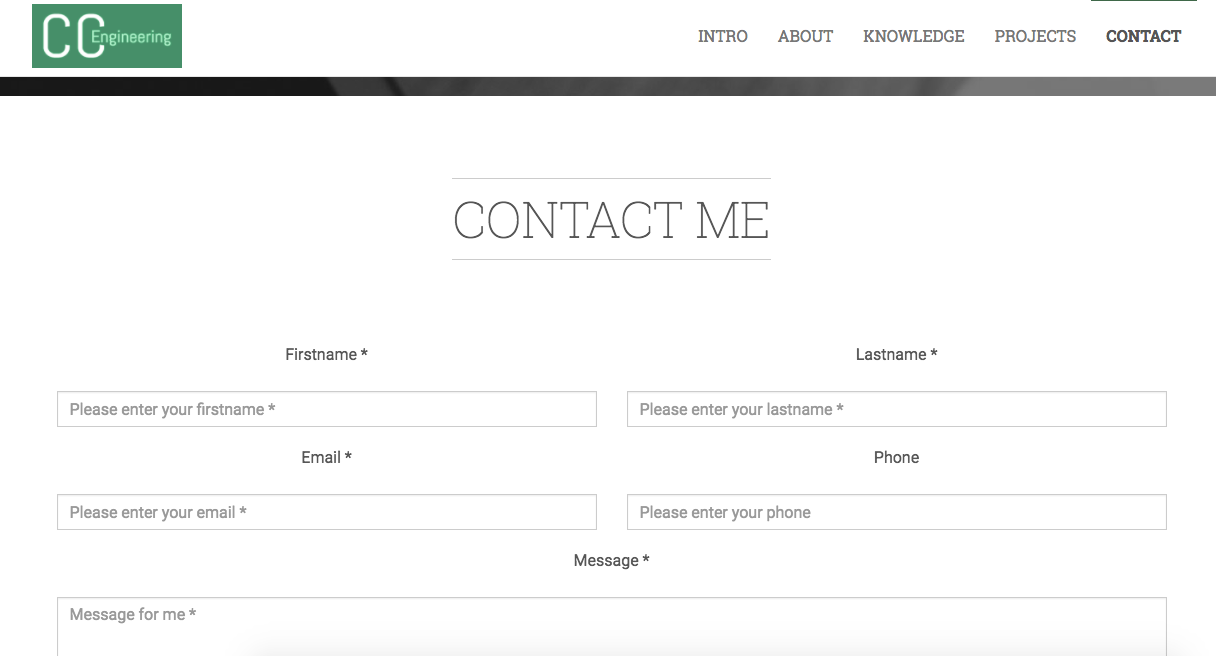 CC Engineering
INTRO ABOUT KNOWLEDGE PROJECTS CONTACT
CONTACT ME
Firstname * Lastname *
Please enter your firstname * Please enter your lastname *
Email * Phone
Please enter your email * Please enter your phone
Message *
Message for me *